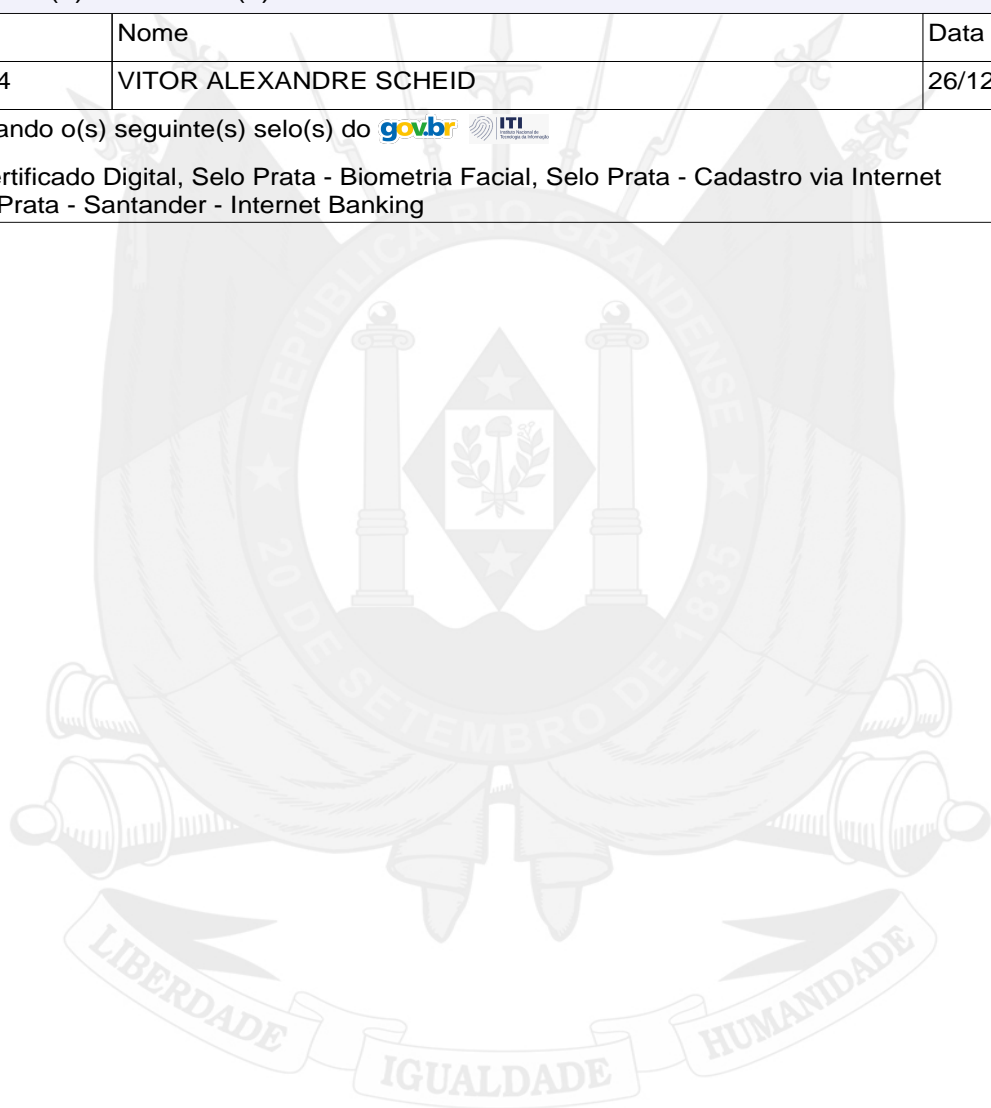 Nome
Data
4
VITOR ALEXANDRE SCHEID
26/12
ando o(s) seguinte(s) selo(s) do gov.br ITI
ertificado Digital, Selo Prata - Biometria Facial, Selo Prata - Cadastro via Internet
Prata - Santander - Internet Banking
REPÚBLICA RIO GRANDENSE
20 DE SETEMBRO DE 1835
LIBERDADE
IGUALDADE
HUMANIDADE